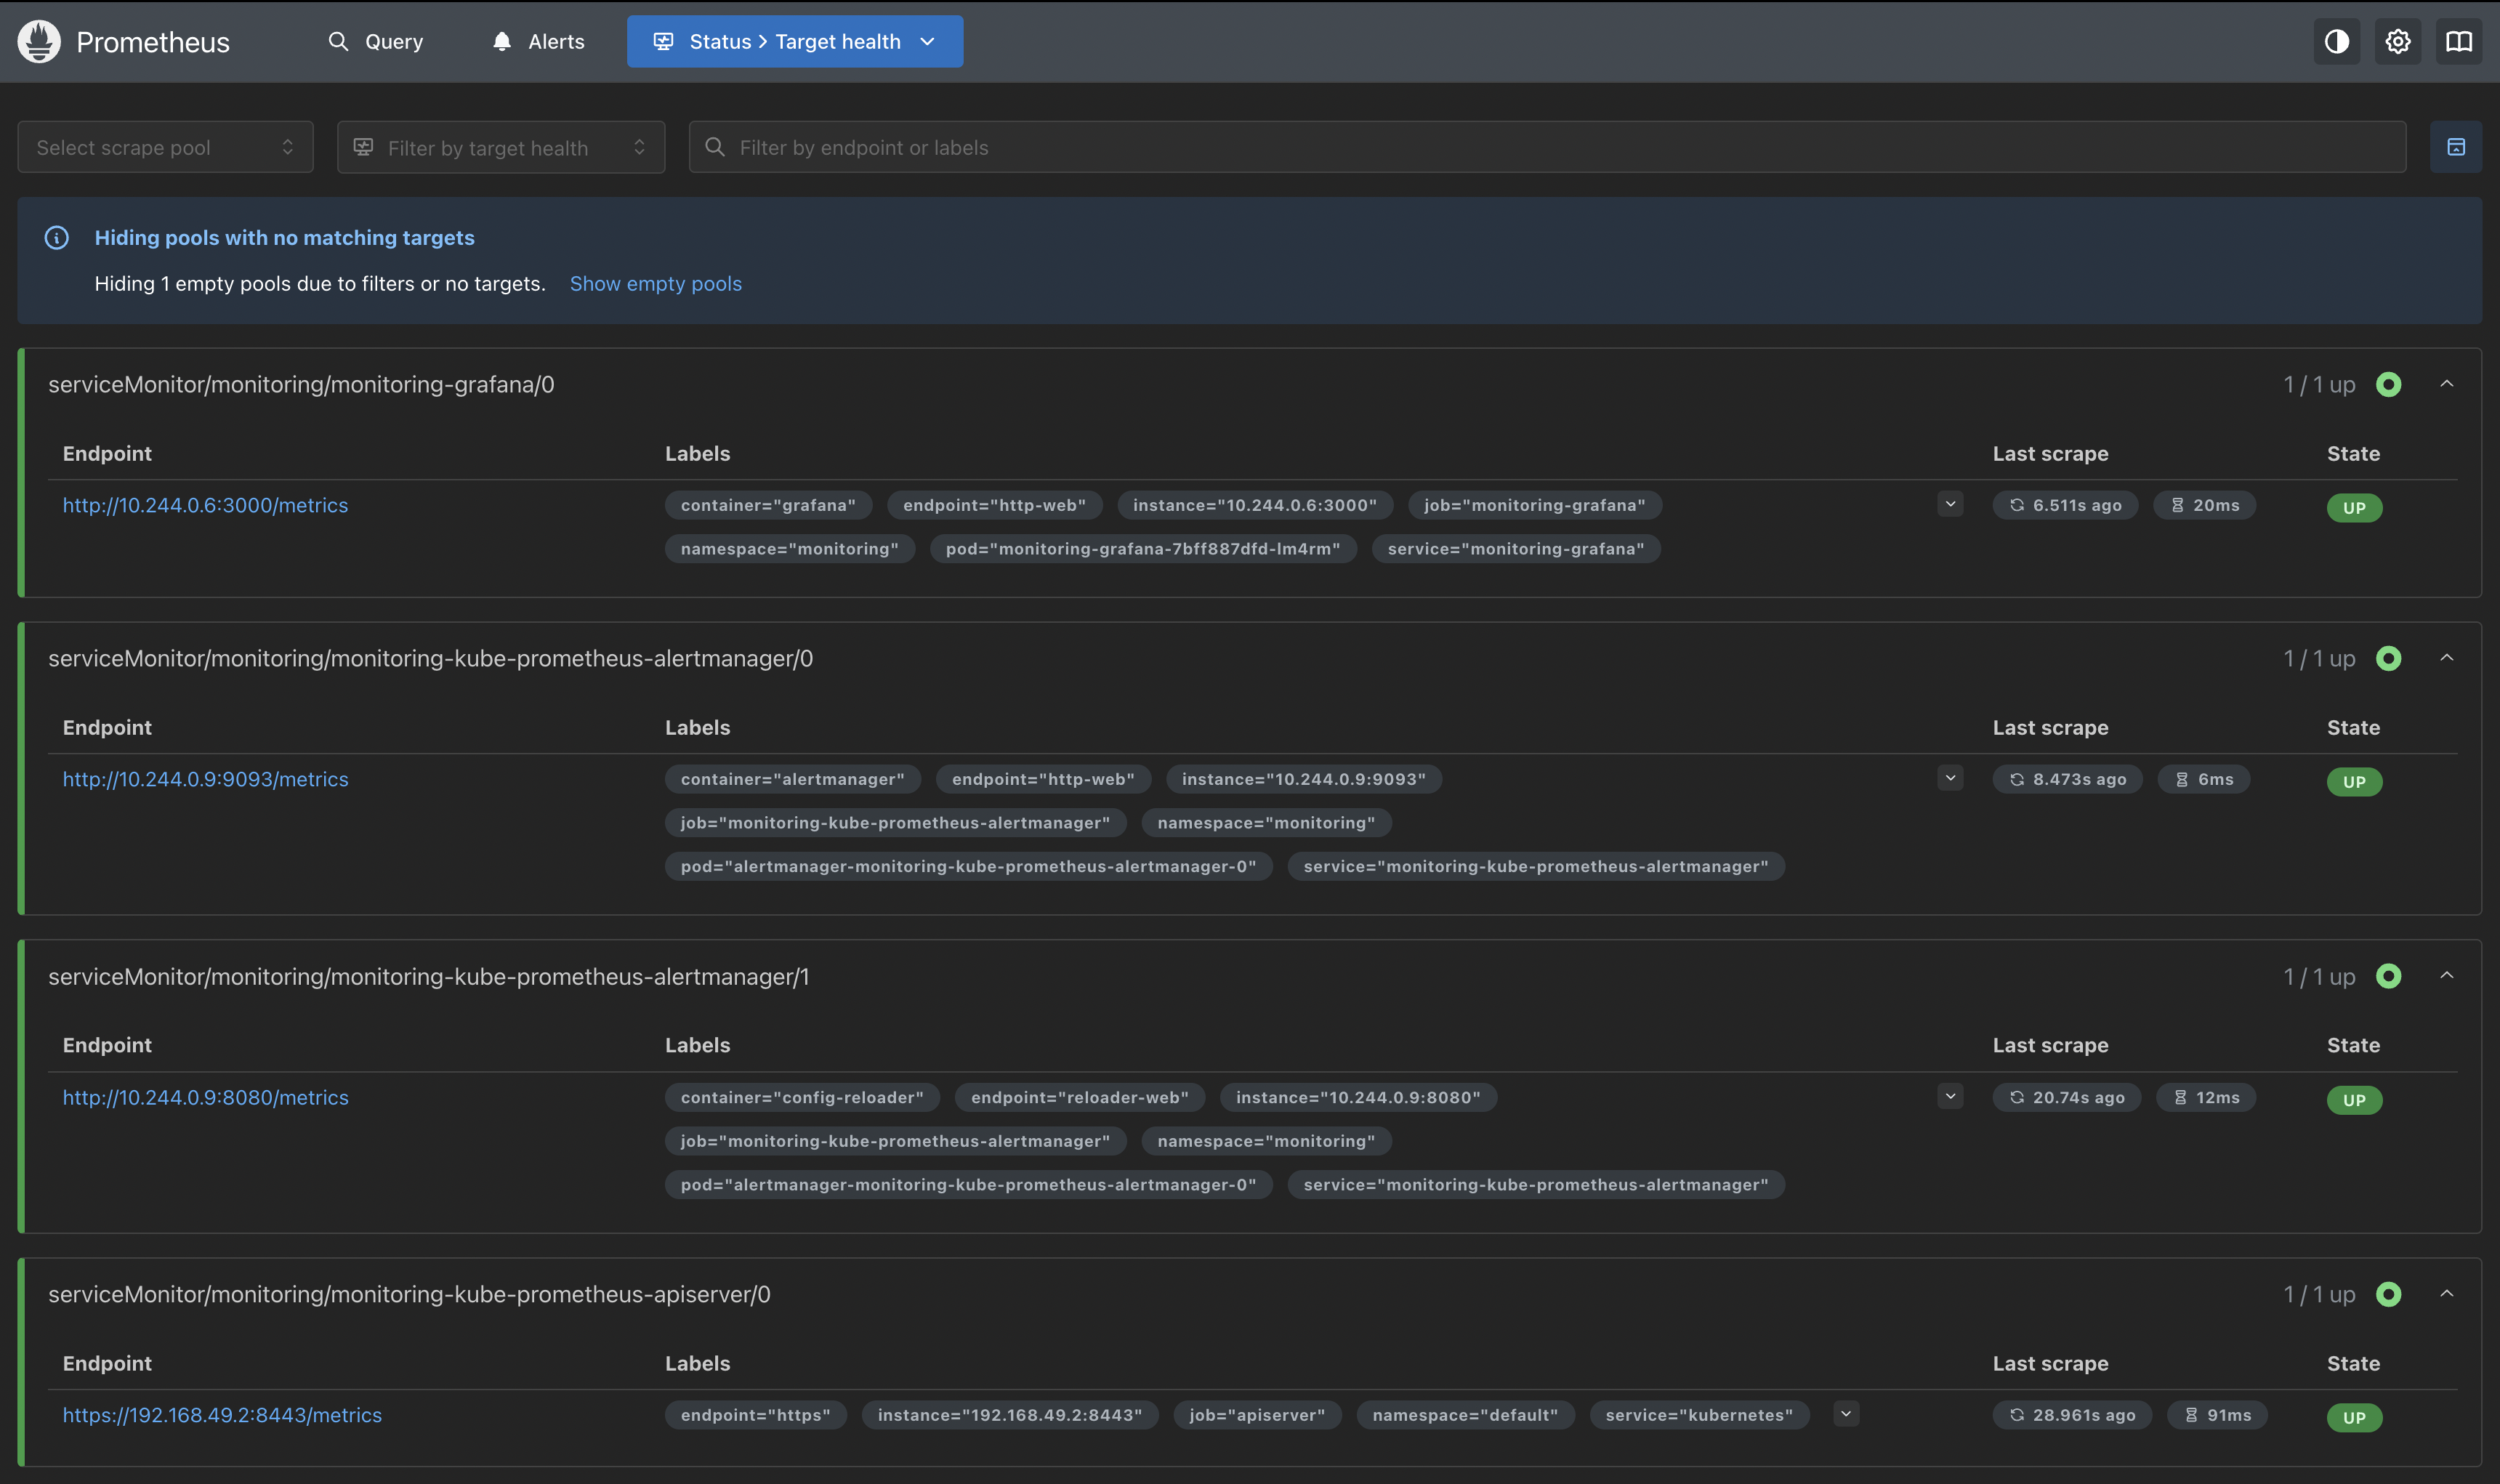 Prometheus Query Alerts Status > Target health
Select scrape pool Filter by target health Filter by endpoint or labels
Hiding pools with no matching targets
Hiding 1 empty pools due to filters or no targets. Show empty pools
serviceMonitor/monitoring/monitoring-grafana/0 1 / 1 up
Endpoint Labels Last scrape State
http://10.244.0.6:3000/metrics container="grafana" endpoint="http-web" instance="10.244.0.6:3000" job="monitoring-grafana" 6.511s ago 20ms UP
namespace="monitoring" pod="monitoring-grafana-7bff887dfd-lm4rm" service="monitoring-grafana"
serviceMonitor/monitoring/monitoring-kube-prometheus-alertmanager/0 1 / 1 up
Endpoint Labels Last scrape State
http://10.244.0.9:9093/metrics container="alertmanager" endpoint="http-web" instance="10.244.0.9:9093" 8.473s ago 6ms UP
job="monitoring-kube-prometheus-alertmanager" namespace="monitoring"
pod="alertmanager-monitoring-kube-prometheus-alertmanager-0" service="monitoring-kube-prometheus-alertmanager"
serviceMonitor/monitoring/monitoring-kube-prometheus-alertmanager/1 1 / 1 up
Endpoint Labels Last scrape State
http://10.244.0.9:8080/metrics container="config-reloader" endpoint="reloader-web" instance="10.244.0.9:8080" 20.74s ago 12ms UP
job="monitoring-kube-prometheus-alertmanager" namespace="monitoring"
pod="alertmanager-monitoring-kube-prometheus-alertmanager-0" service="monitoring-kube-prometheus-alertmanager"
serviceMonitor/monitoring/monitoring-kube-prometheus-apiserver/0 1 / 1 up
Endpoint Labels Last scrape State
https://192.168.49.2:8443/metrics endpoint="https" instance="192.168.49.2:8443" job="apiserver" namespace="default" service="kubernetes" 28.961s ago 91ms UP